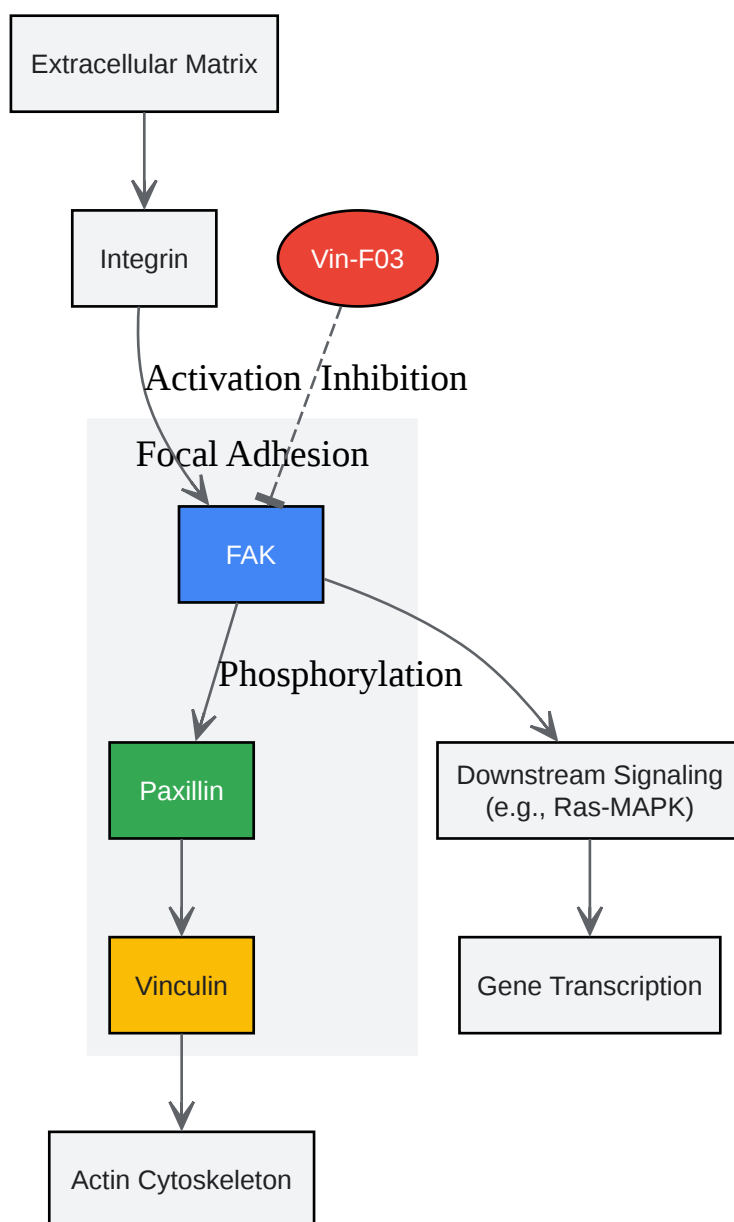 Extracellular Matrix
Integrin
Vin-F03
Activation
Inhibition
Focal Adhesion
FAK
Phosphorylation
Paxillin
Downstream Signaling
(e.g., Ras-MAPK)
Vinculin
Gene Transcription
Actin Cytoskeleton